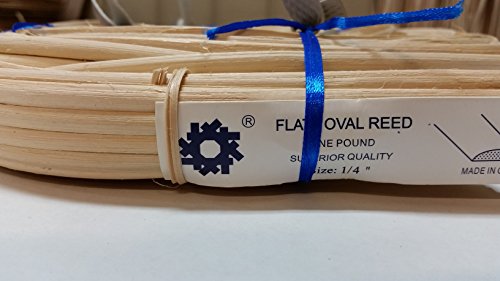 ®
FLAT OVAL REED
ONE POUND
SUPERIOR QUALITY
Size: 1/4 "
MADE IN